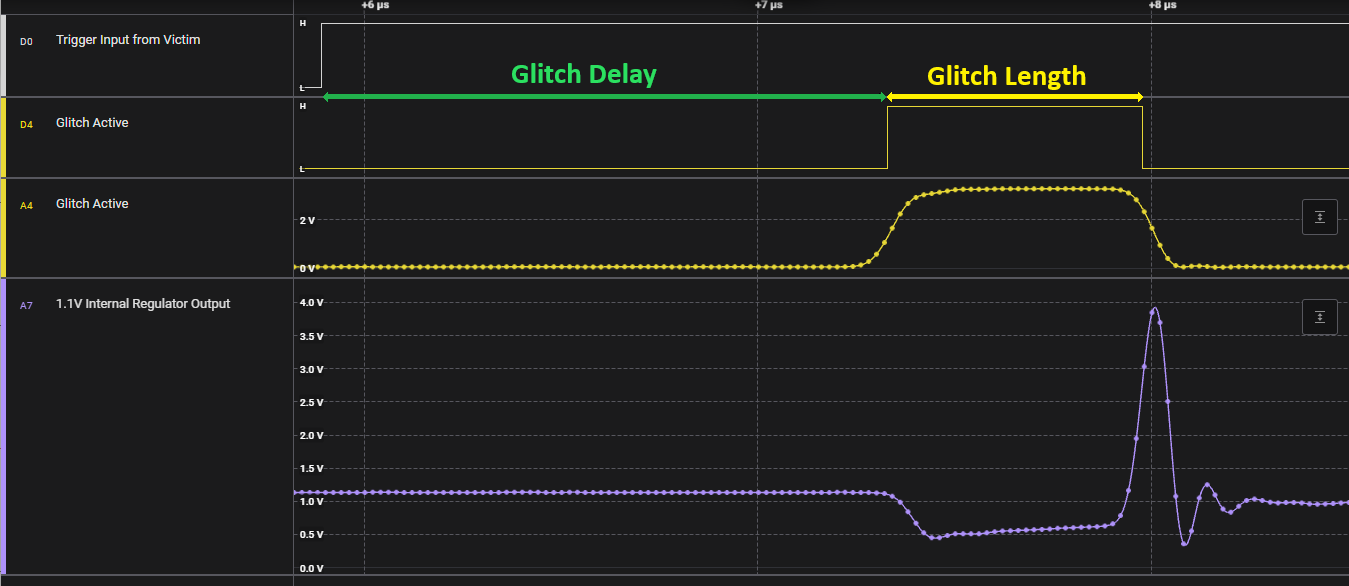 +6 µs
+7 µs
+8 µs
D0 Trigger Input from Victim
H
L
Glitch Delay
Glitch Length
D4 Glitch Active
H
L
A4 Glitch Active
2 V
0 V
A7 1.1V Internal Regulator Output
4.0 V
3.5 V
3.0 V
2.5 V
2.0 V
1.5 V
1.0 V
0.5 V
0.0 V